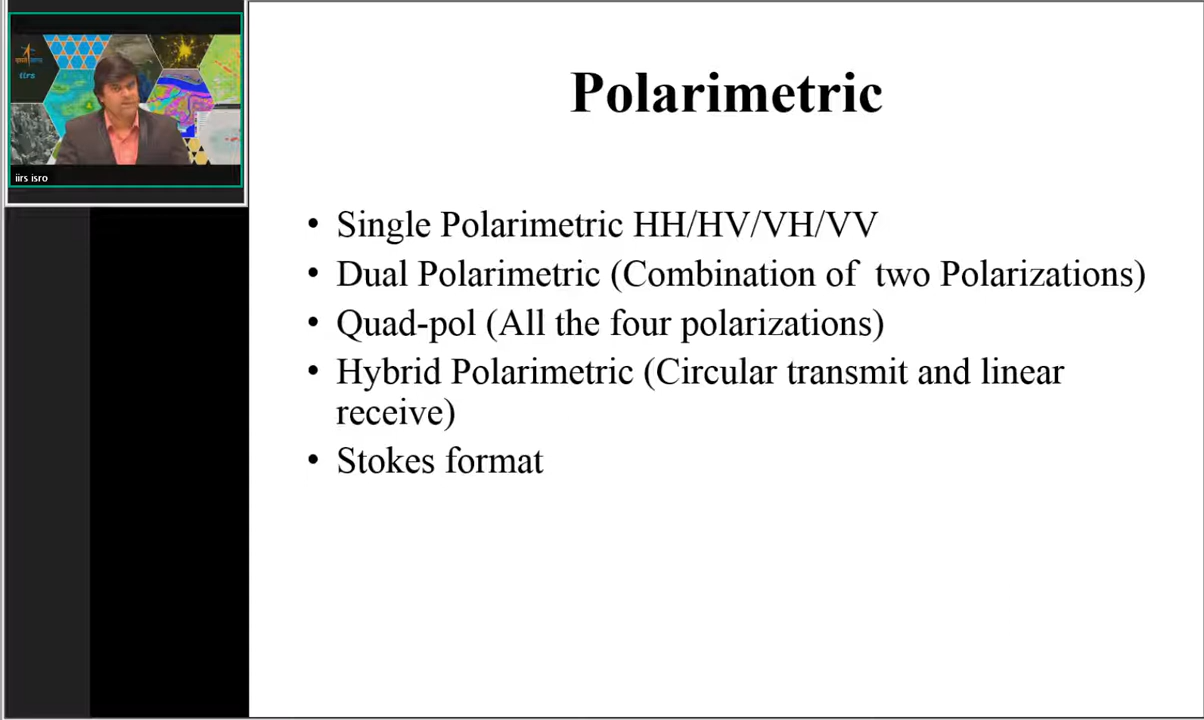 iirs
iirs isro
Polarimetric
• Single Polarimetric HH/HV/VH/VV
• Dual Polarimetric (Combination of two Polarizations)
• Quad-pol (All the four polarizations)
• Hybrid Polarimetric (Circular transmit and linear
receive)
• Stokes format